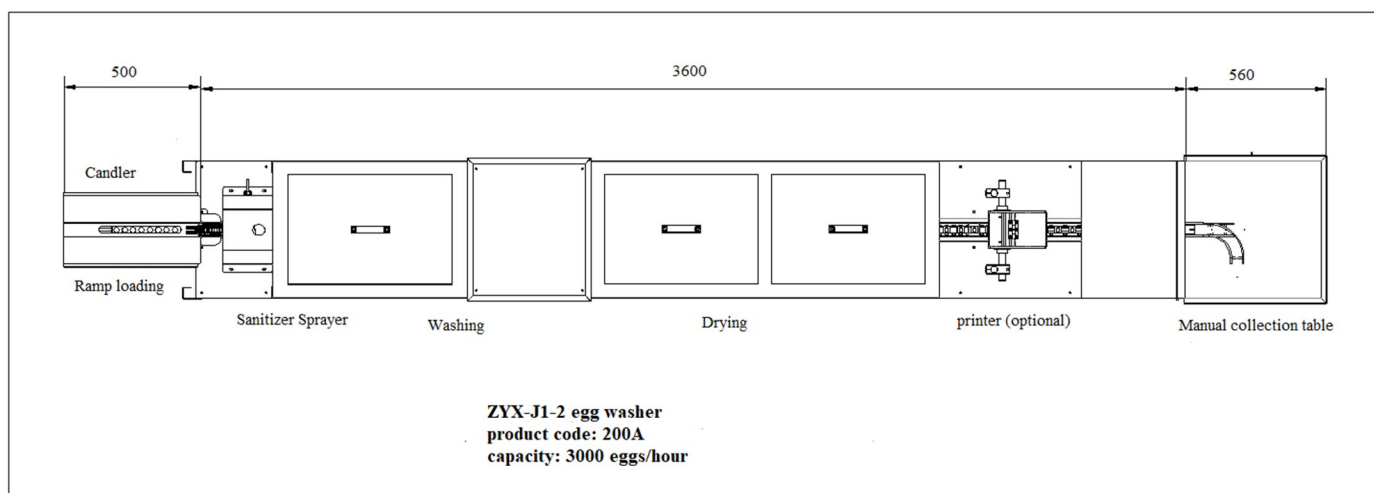 500
3600
560
Candler
Ramp loading
Sanitizer Sprayer
Washing
Drying
printer (optional)
Manual collection table
ZYX-J1-2 egg washer
product code: 200A
capacity: 3000 eggs/hour